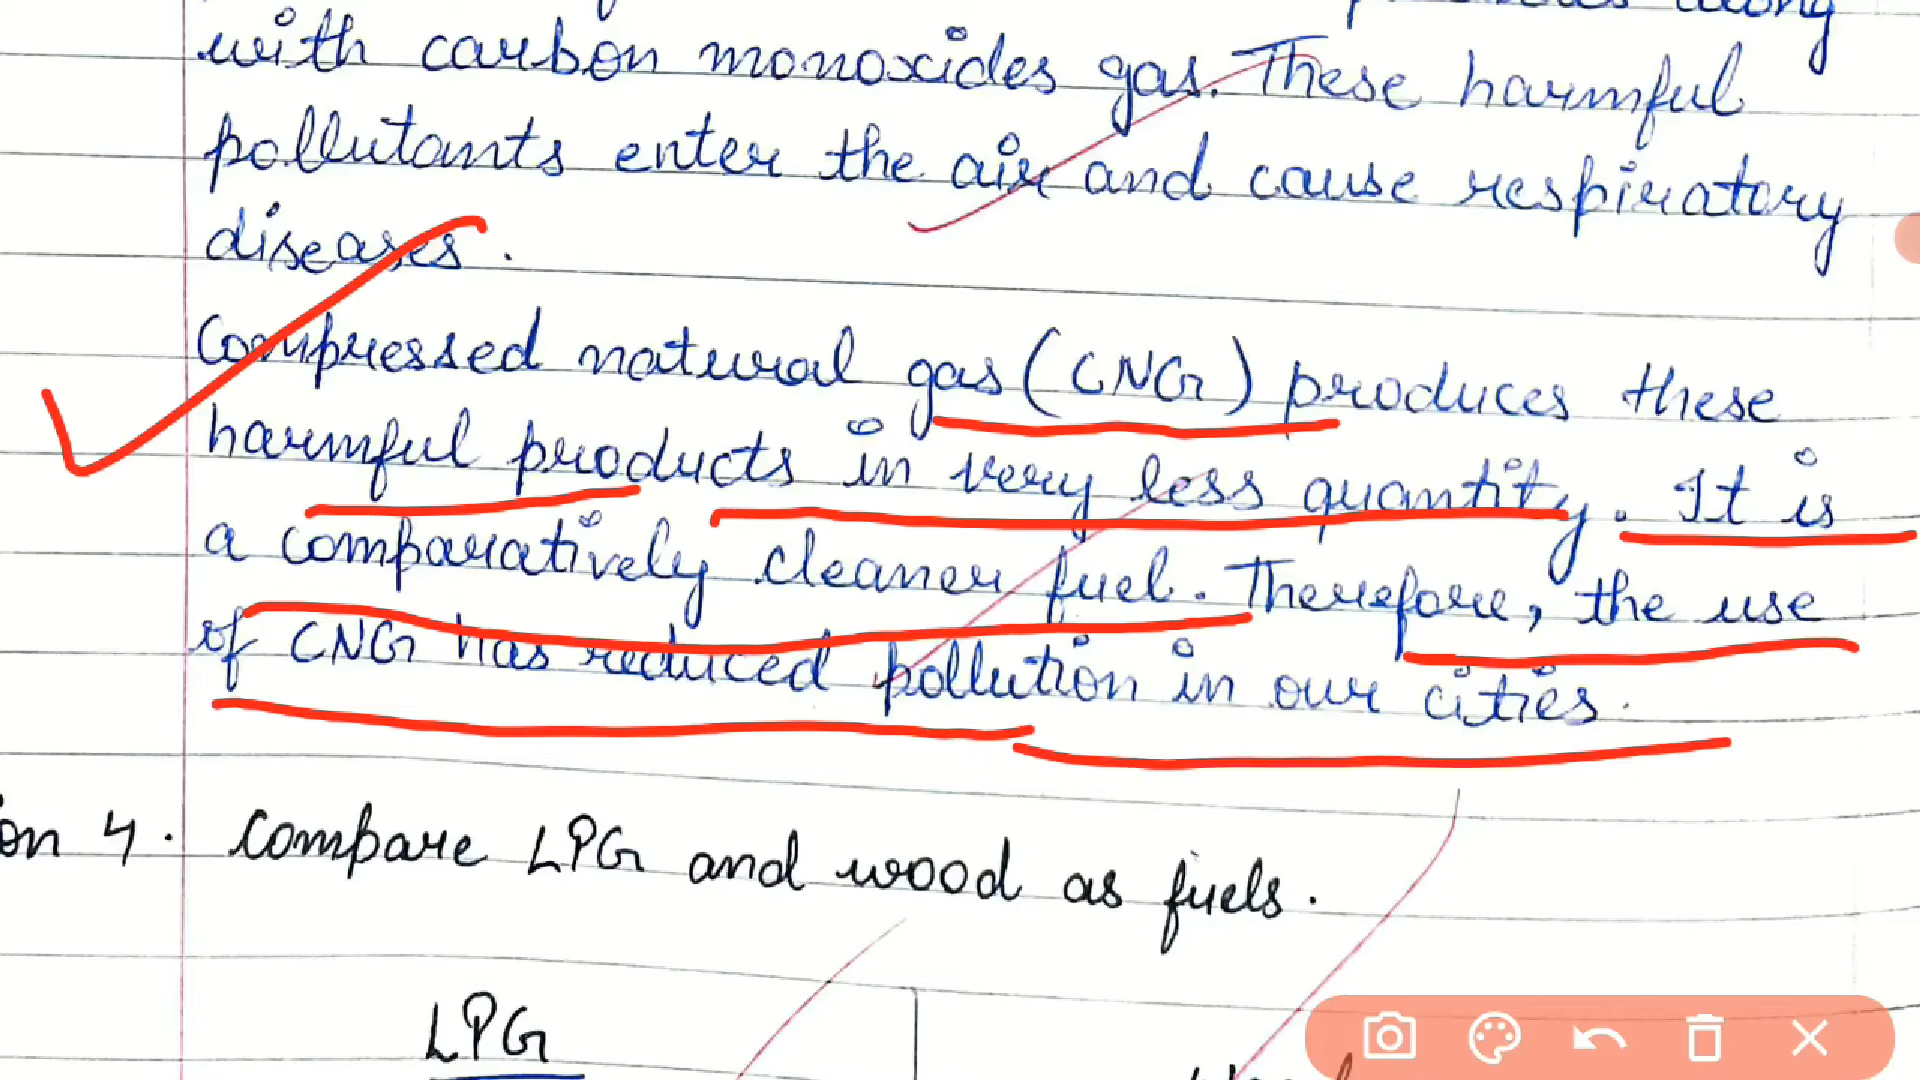 with carbon monoxides gas. These harmful
pollutants enter the air and cause respiratory
diseases.
Compressed natural gas (CNG) produces these
harmful products in very less quantity. It is
a comparatively cleaner fuel. Therefore, the use
of CNG has reduced pollution in our cities.
on 4. Compare LPG and wood as fuels.
LPG